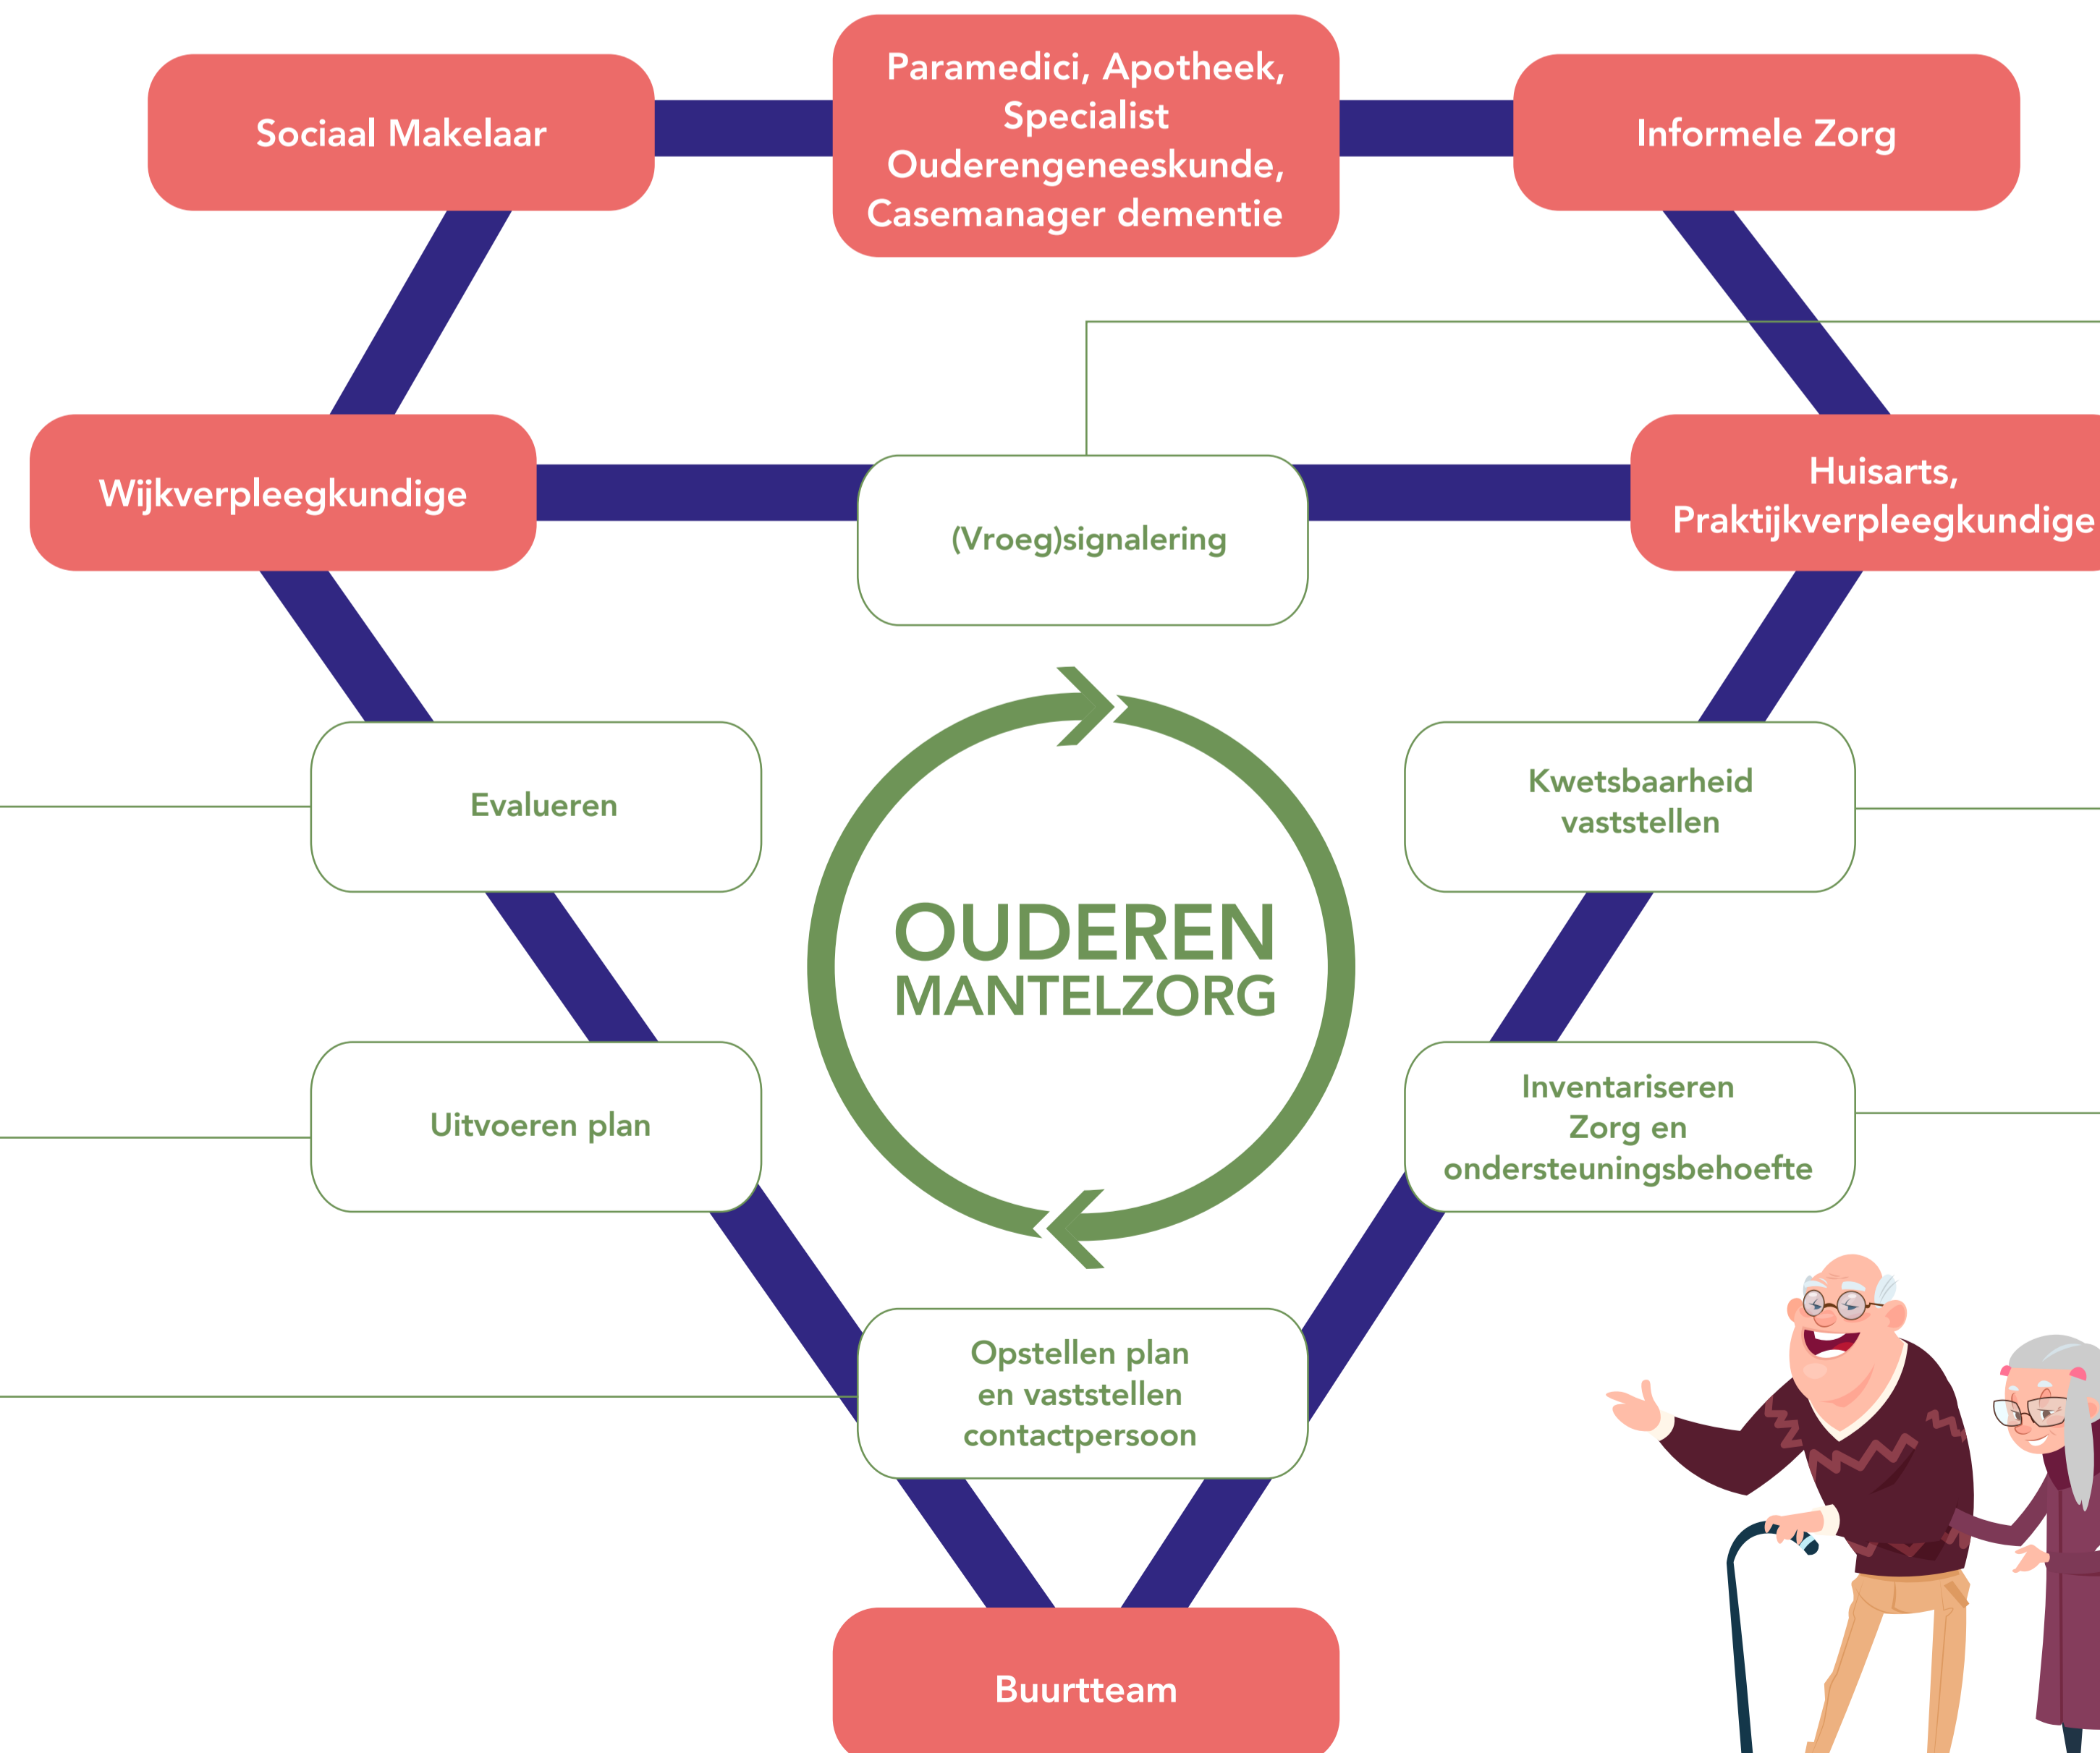 Sociaal Makelaar
Paramedici, Apotheek,
Specialist
Ouderengeneeskunde,
Casemanager dementie
Informele Zorg
Wijkverpleegkundige
(Vroeg)signalering
Huisarts,
Praktijkverpleegkundige
Evalueren
Kwetsbaarheid
vaststellen
OUDEREN
MANTELZORG
Uitvoeren plan
Inventariseren
Zorg en
ondersteuningsbehoefte
Opstellen plan
en vaststellen
contactpersoon
Buurtteam